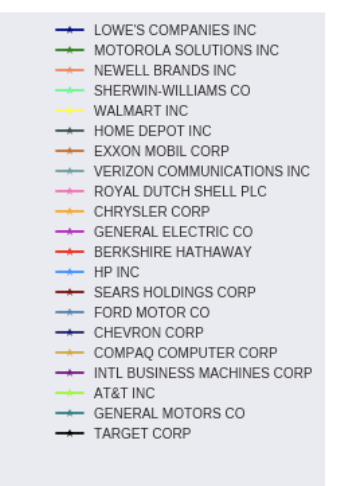 LOWE'S COMPANIES INC
MOTOROLA SOLUTIONS INC
NEWELL BRANDS INC
SHERWIN-WILLIAMS CO
WALMART INC
HOME DEPOT INC
EXXON MOBIL CORP
VERIZON COMMUNICATIONS INC
ROYAL DUTCH SHELL PLC
CHRYSLER CORP
GENERAL ELECTRIC CO
BERKSHIRE HATHAWAY
HP INC
SEARS HOLDINGS CORP
FORD MOTOR CO
CHEVRON CORP
COMPAQ COMPUTER CORP
INTL BUSINESS MACHINES CORP
AT&T INC
GENERAL MOTORS CO
TARGET CORP